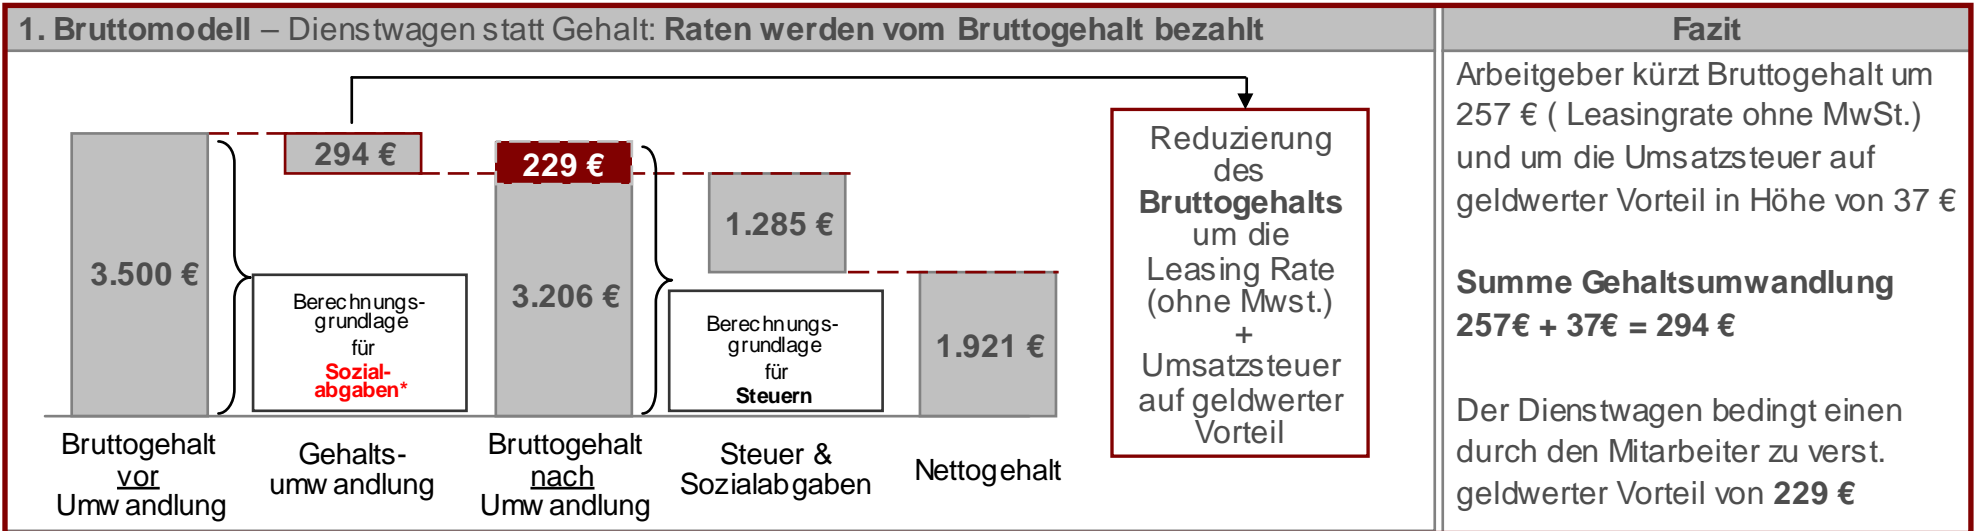 1. Bruttomodell – Dienstwagen statt Gehalt: Raten werden vom Bruttogehalt bezahlt
3.500 €
294 €
229 €
3.206 €
1.285 €
1.921 €
Berechnungs-
grundlage
für
Sozial-
abgaben*
Berechnungs-
grundlage
für
Steuern
Bruttogehalt
vor
Umwandlung
Gehalts-
umwandlung
Bruttogehalt
nach
Umwandlung
Steuer &
Sozialabgaben
Nettogehalt
Reduzierung
des
Bruttogehalts
um die
Leasing Rate
(ohne Mwst.)
+
Umsatzsteuer
auf geldwerter
Vorteil
Fazit
Arbeitgeber kürzt Bruttogehalt um
257 € ( Leasingrate ohne MwSt.)
und um die Umsatzsteuer auf
geldwerter Vorteil in Höhe von 37 €
Summe Gehaltsumwandlung
257€ + 37€ = 294 €
Der Dienstwagen bedingt einen
durch den Mitarbeiter zu verst.
geldwerter Vorteil von 229 €